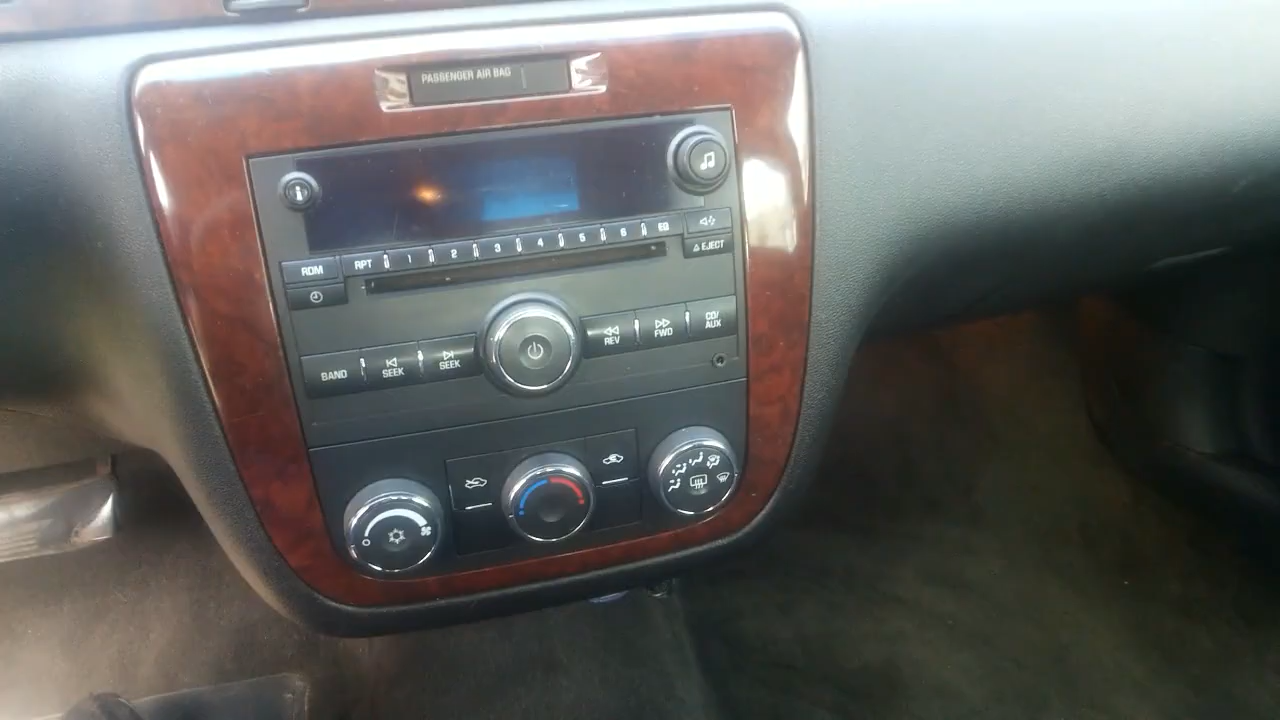 PASSENGER AIR BAG
i
RDM RPT 1 2 3 4 5 6 EQ
EJECT
BAND SEEK SEEK REV FWD CD/
AUX